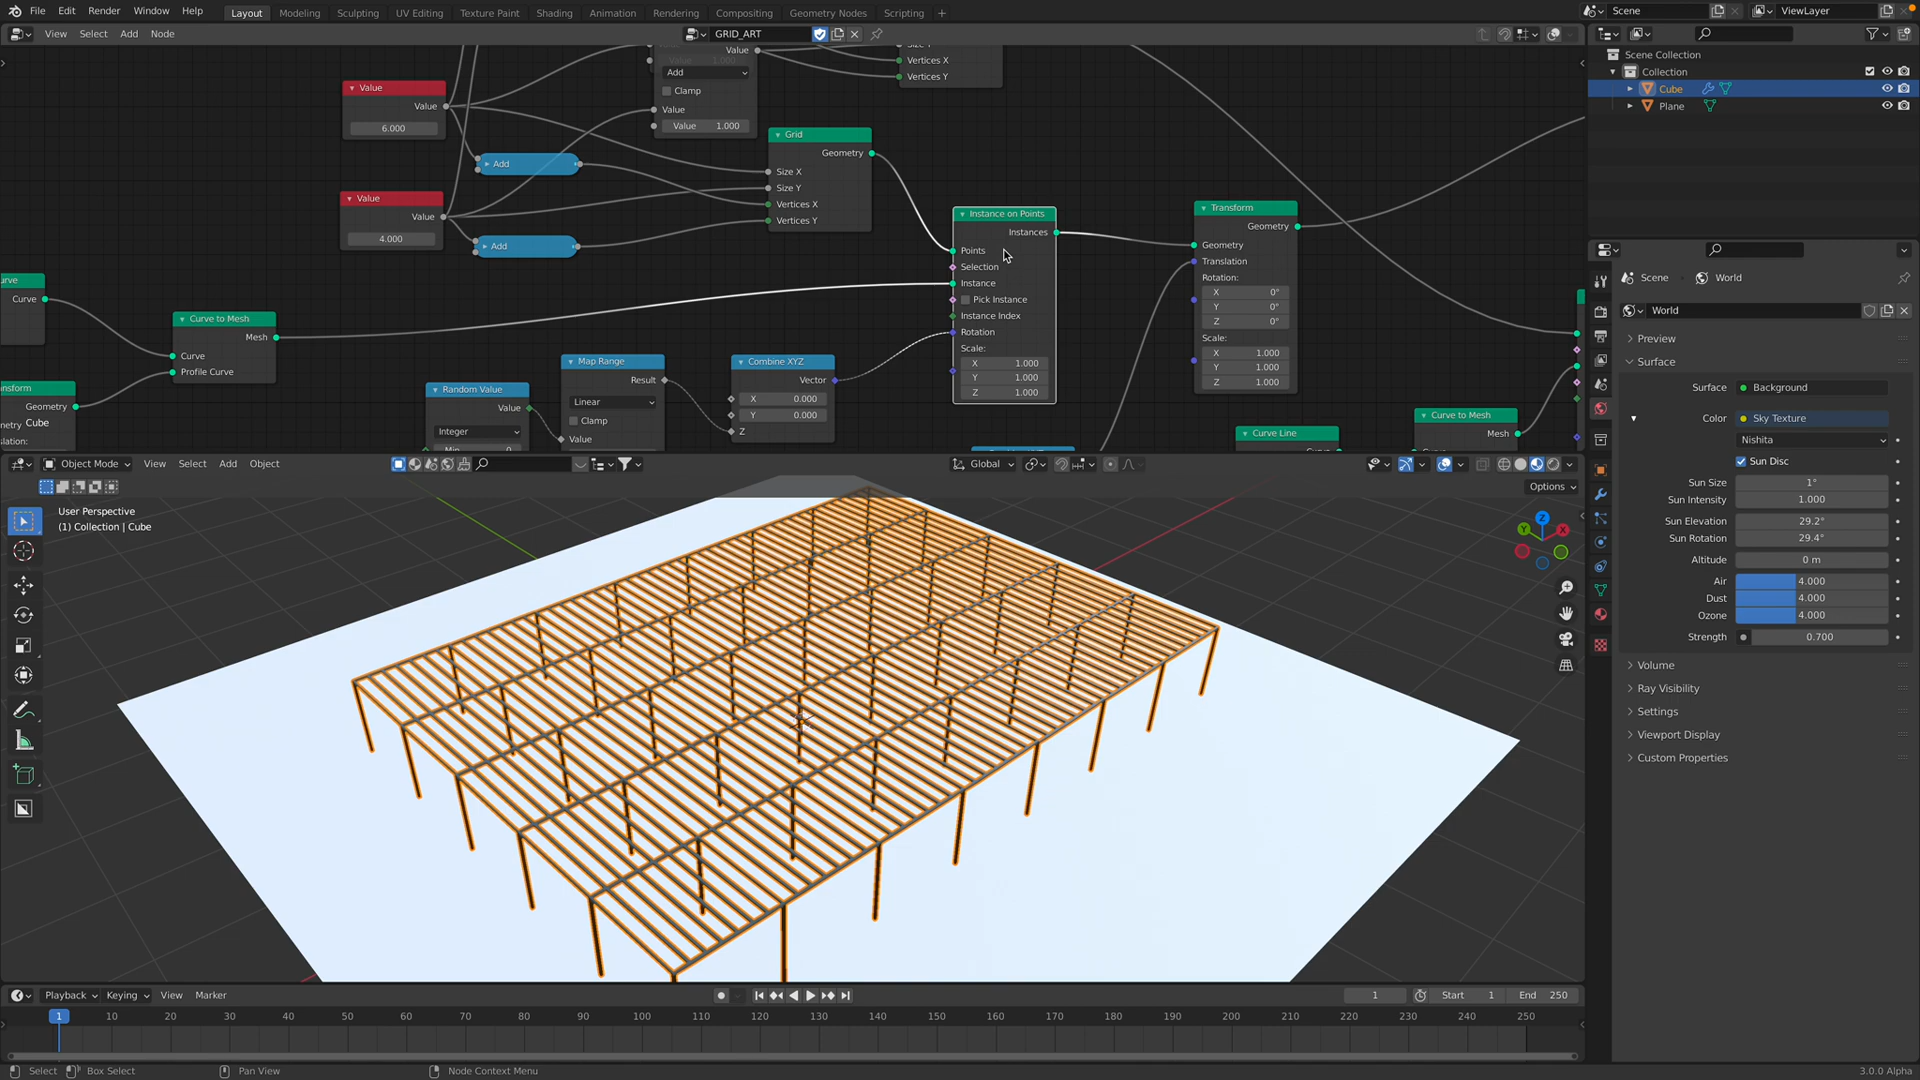 File Edit Render Window Help Layout Modeling Sculpting UV Editing Texture Paint Shading Animation Rendering Compositing Geometry Nodes Scripting + Scene ViewLayer
View Select Add Node GRID_ART
Scene Collection
Collection
Cube
Plane
Value
Value 1.000
Add
Clamp
Value
Value 1.000
Vertices X
Vertices Y
Value
Value
6.000
Add
Value
Value
4.000
Add
Grid
Geometry
Size X
Size Y
Vertices X
Vertices Y
Instance on Points
Instances
Points
Selection
Instance
Pick Instance
Instance Index
Rotation
Scale:
X 1.000
Y 1.000
Z 1.000
Transform
Geometry
Geometry
Translation
Rotation:
X 0°
Y 0°
Z 0°
Scale:
X 1.000
Y 1.000
Z 1.000
urve
Curve
Curve to Mesh
Mesh
Curve
Profile Curve
nsform
Geometry
Cube
lation:
Random Value
Value
Integer
Map Range
Result
Linear
Clamp
Value
Combine XYZ
Vector
X 0.000
Y 0.000
Z
Curve Line
Curve to Mesh
Mesh
Scene World
World
Preview
Surface
Surface Background
Color Sky Texture
Nishita
Sun Disc
Sun Size 1°
Sun Intensity 1.000
Sun Elevation 29.2°
Sun Rotation 29.4°
Altitude 0 m
Air 4.000
Dust 4.000
Ozone 4.000
Strength 0.700
Volume
Ray Visibility
Settings
Viewport Display
Custom Properties
Object Mode View Select Add Object Global
Options
User Perspective
(1) Collection | Cube
Z
Y X
Playback Keying View Marker 1 Start 1 End 250
1 10 20 30 40 50 60 70 80 90 100 110 120 130 140 150 160 170 180 190 200 210 220 230 240 250
Select Box Select Pan View Node Context Menu 3.0.0 Alpha